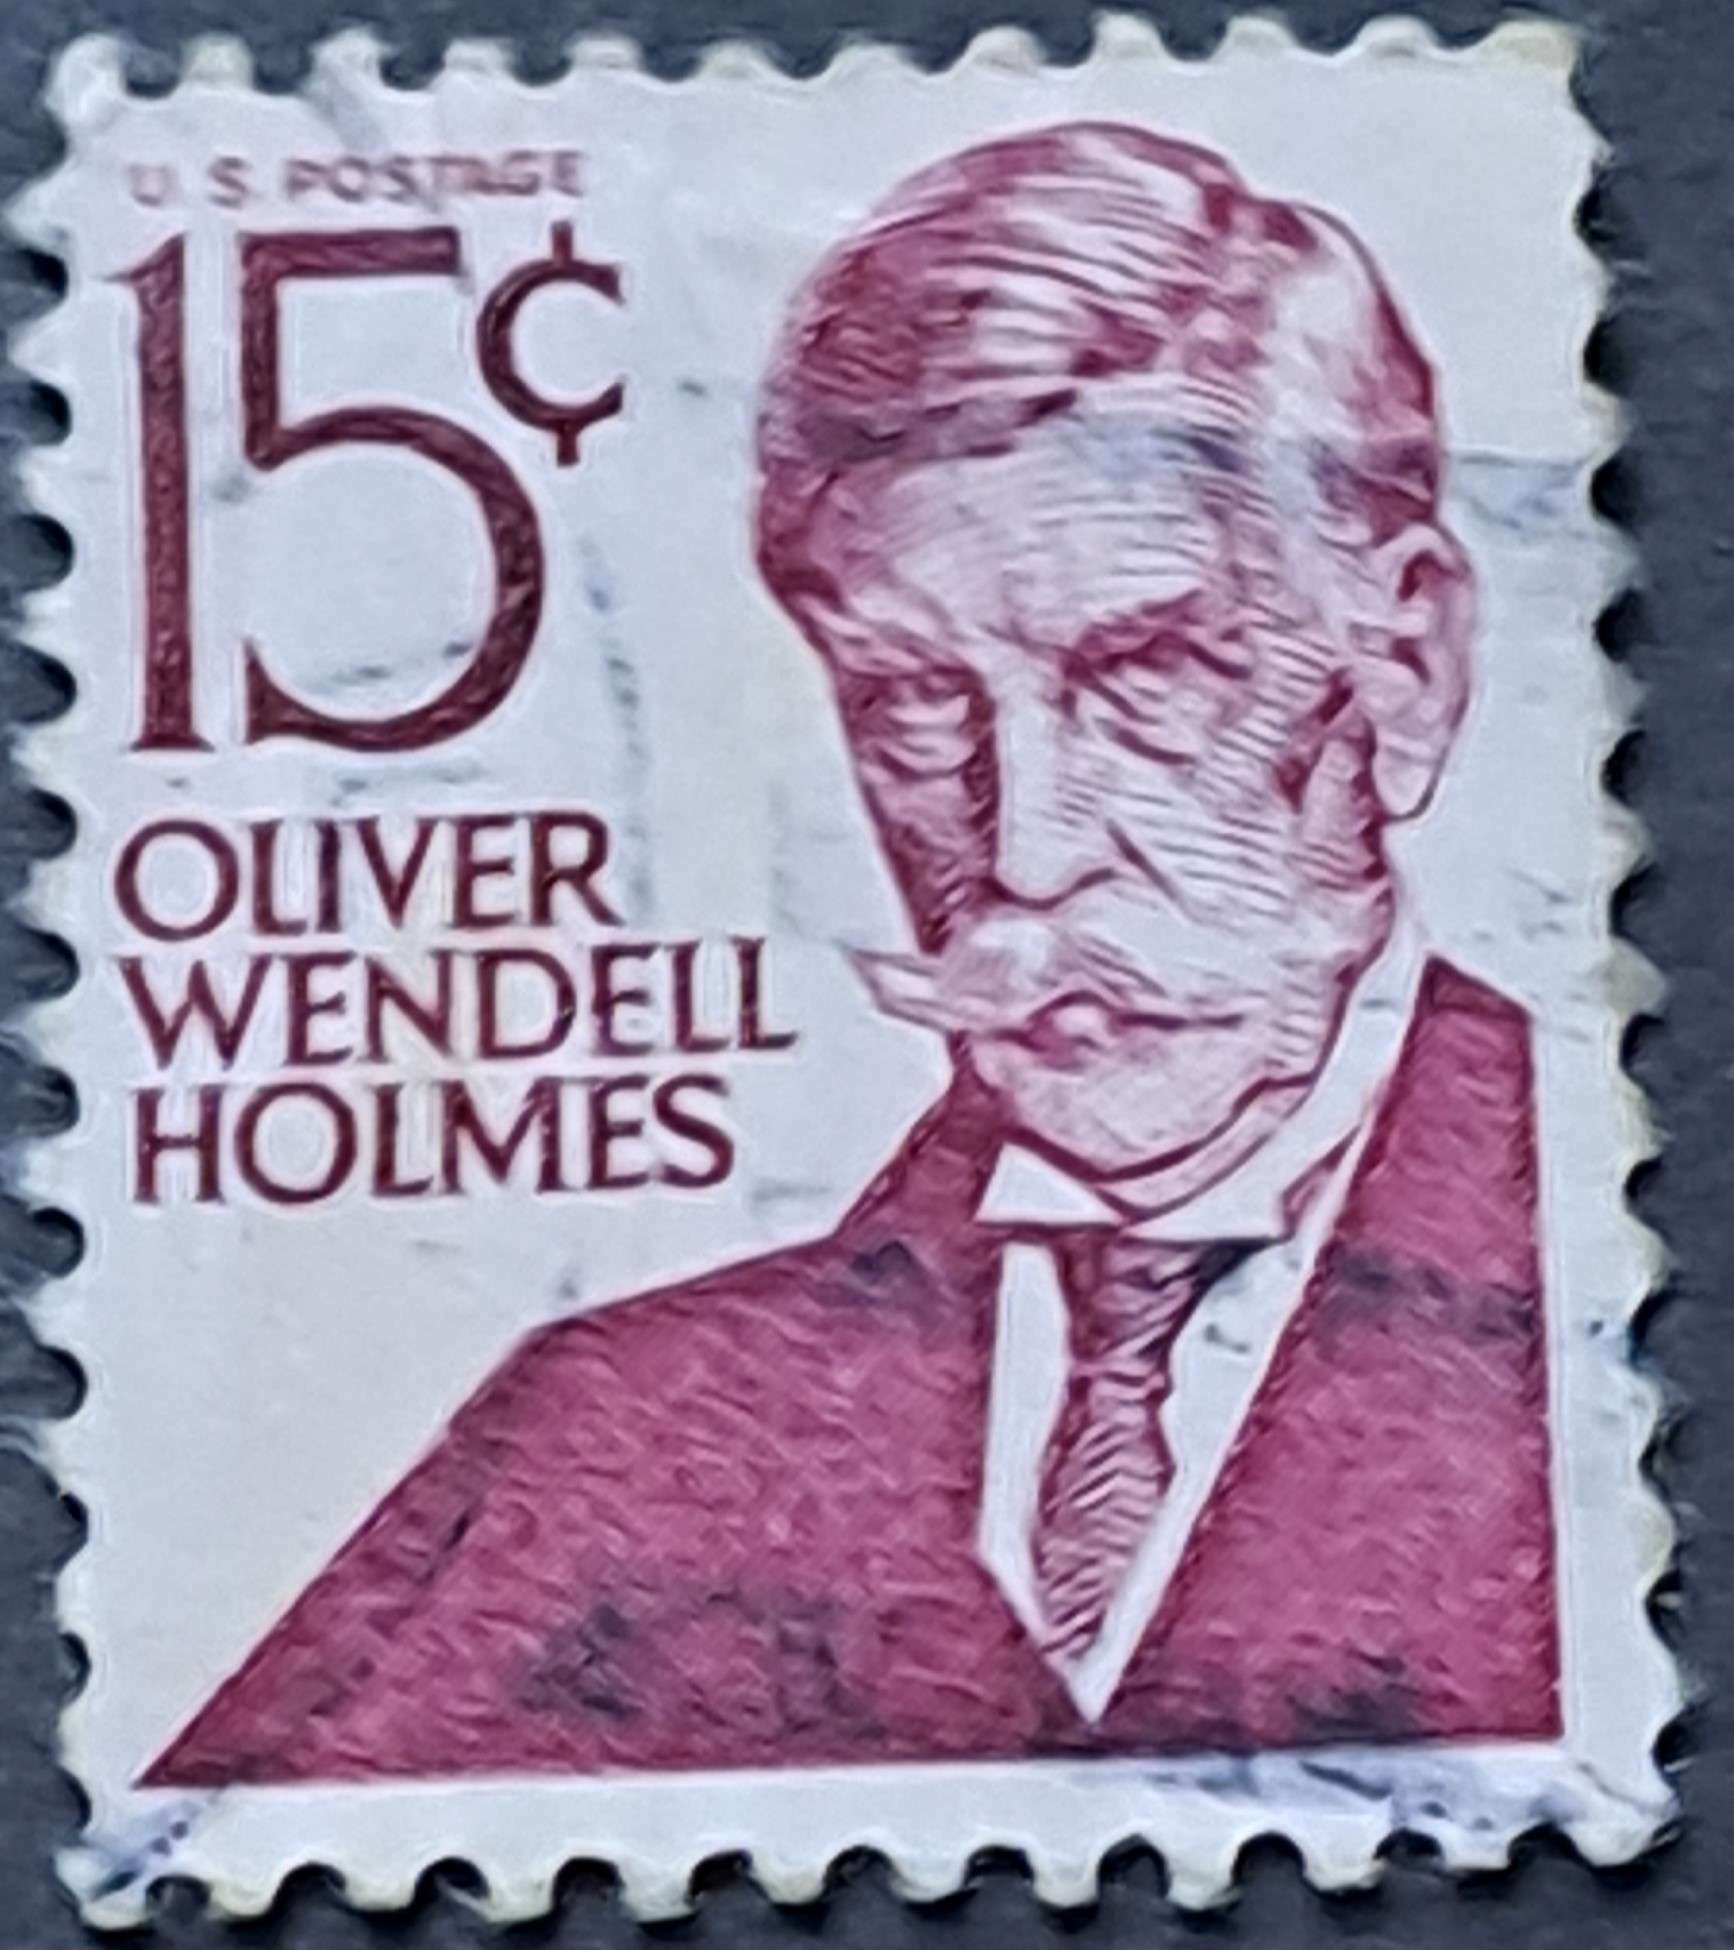 U. S. POSTAGE
15¢
OLIVER
WENDELL
HOLMES